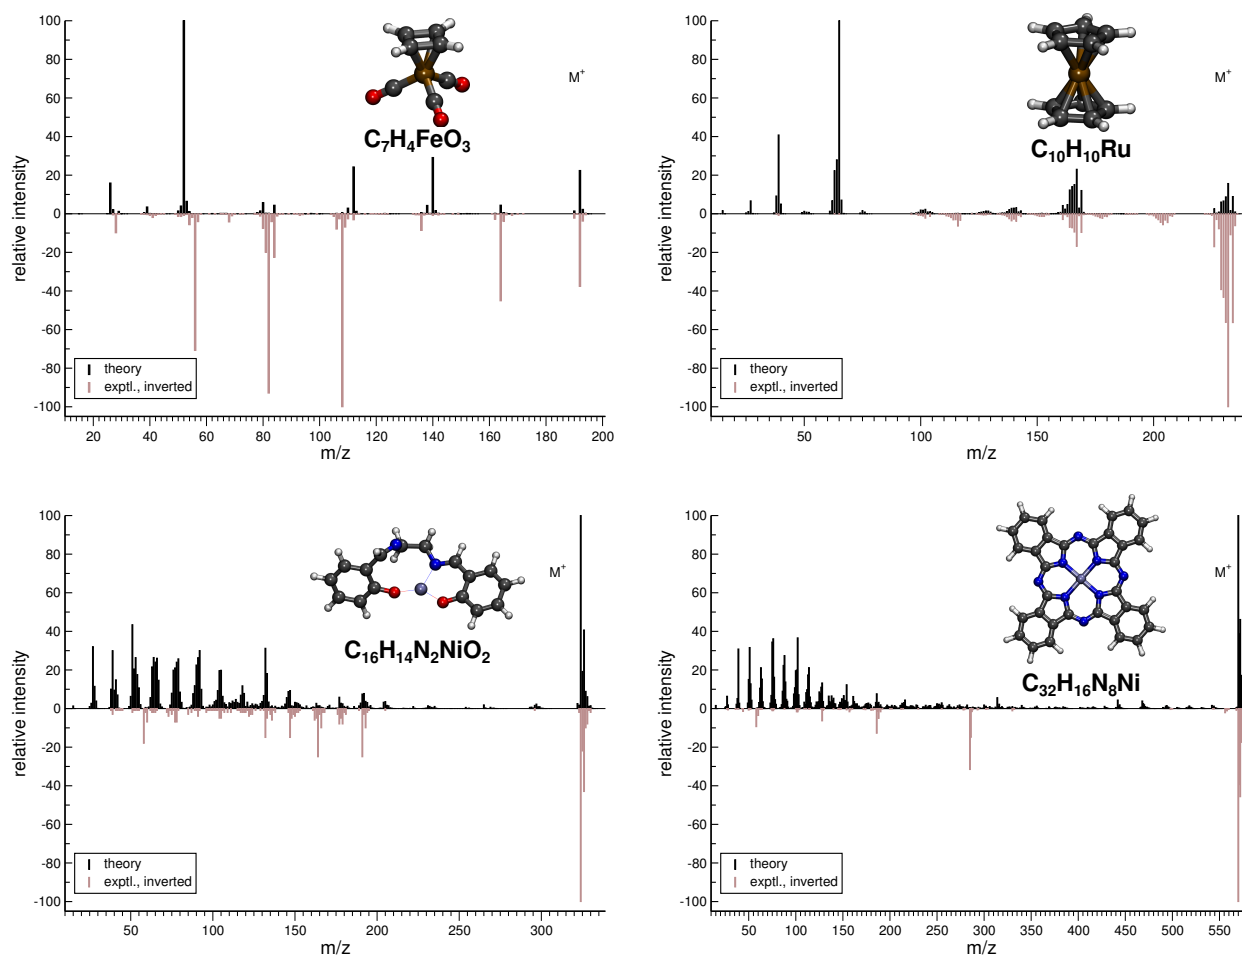 100
80
60
40
20
0
-20
-40
-60
-80
-100
relative intensity
M+
C7H4FeO3
theory
exptl., inverted
20 40 60 80 100 120 140 160 180 200
m/z
100
80
60
40
20
0
-20
-40
-60
-80
-100
relative intensity
M+
C10H10Ru
theory
exptl., inverted
50 100 150 200
m/z
100
80
60
40
20
0
-20
-40
-60
-80
-100
relative intensity
M+
C16H14N2NiO2
theory
exptl., inverted
50 100 150 200 250 300
m/z
100
80
60
40
20
0
-20
-40
-60
-80
-100
relative intensity
M+
C32H16N8Ni
theory
exptl., inverted
50 100 150 200 250 300 350 400 450 500 550
m/z